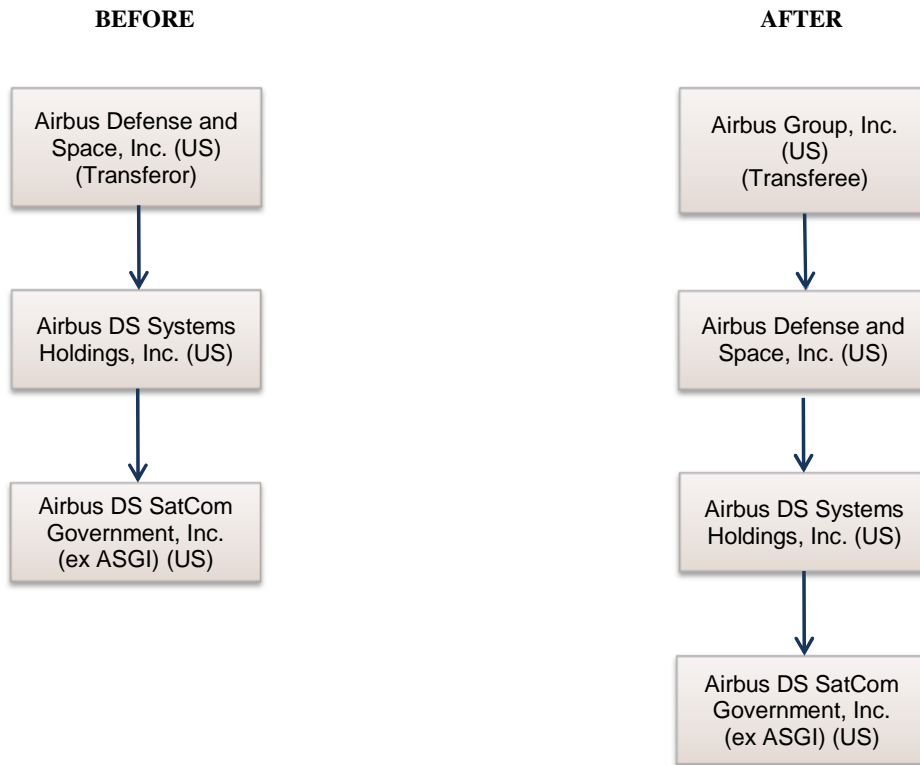 BEFORE
Airbus Defense and
Space, Inc. (US)
(Transferor)
Airbus DS Systems
Holdings, Inc. (US)
Airbus DS SatCom
Government, Inc.
(ex ASGI) (US)
AFTER
Airbus Group, Inc.
(US)
(Transferee)
Airbus Defense and
Space, Inc. (US)
Airbus DS Systems
Holdings, Inc. (US)
Airbus DS SatCom
Government, Inc.
(ex ASGI) (US)